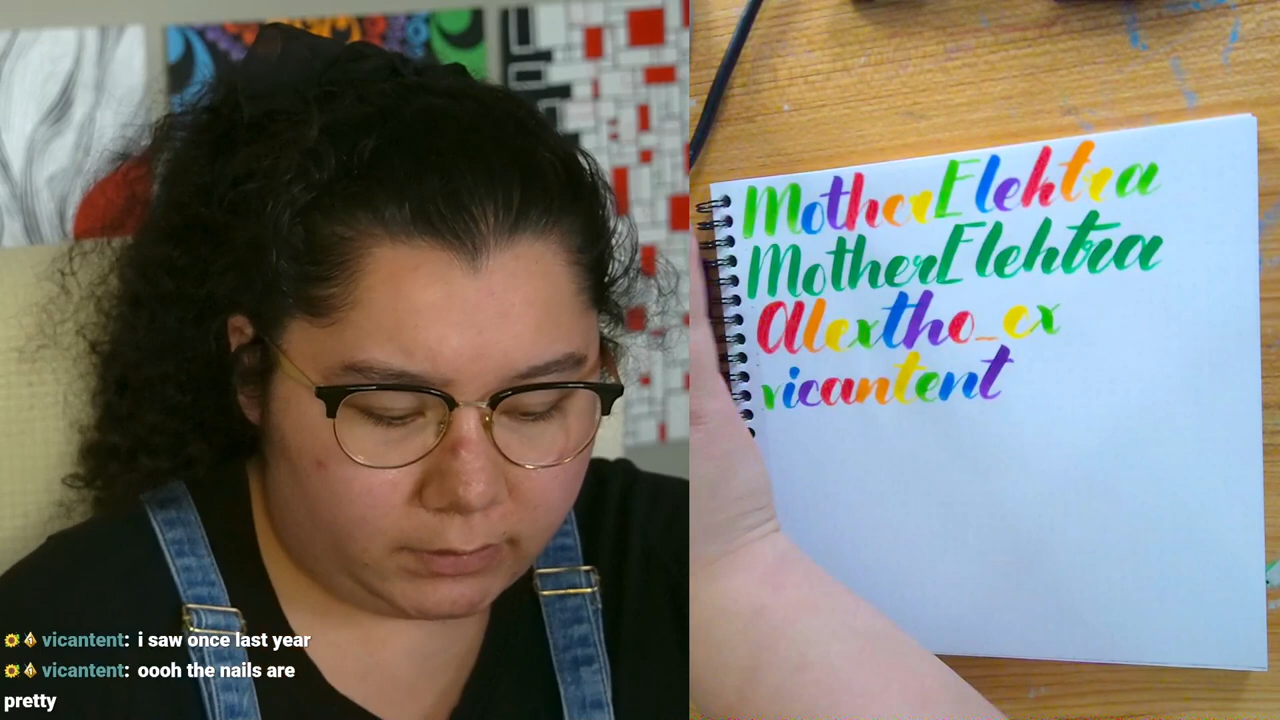 vicantent: i saw once last year
vicantent: oooh the nails are
pretty
MotherElektra
MotherElektra
Alextho_ex
vicantent